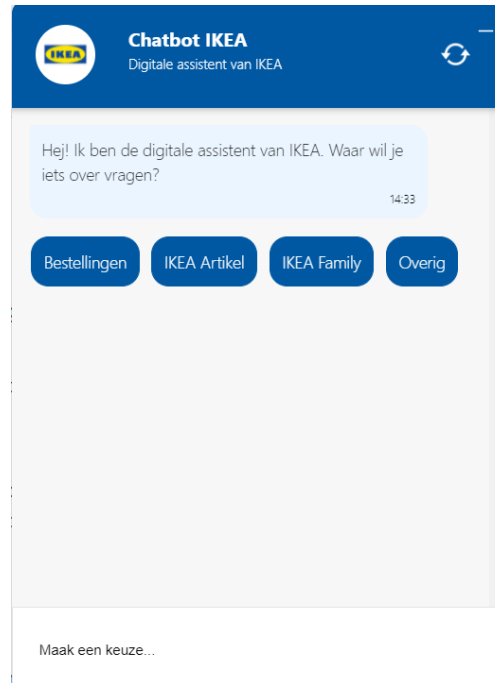 IKEA
Chatbot IKEA
Digitale assistent van IKEA
Hej! Ik ben de digitale assistent van IKEA. Waar wil je
iets over vragen?
14:33
Bestellingen IKEA Artikel IKEA Family Overig
Maak een keuze...